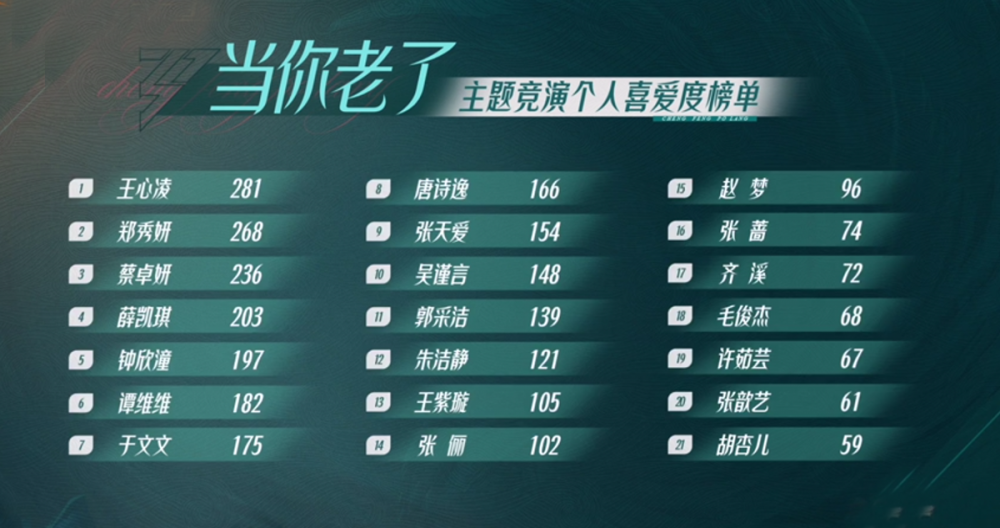 当你老了
主题竞演个人喜爱度榜单
CHENG FENG PO LANG
1 王心凌 281
2 郑秀妍 268
3 蔡卓妍 236
4 薛凯琪 203
5 钟欣潼 197
6 谭维维 182
7 于文文 175
8 唐诗逸 166
9 张天爱 154
10 吴谨言 148
11 郭采洁 139
12 朱洁静 121
13 王紫璇 105
14 张俪 102
15 赵梦 96
16 张蔷 74
17 齐溪 72
18 毛俊杰 68
19 许茹芸 67
20 张歆艺 61
21 胡杏儿 59